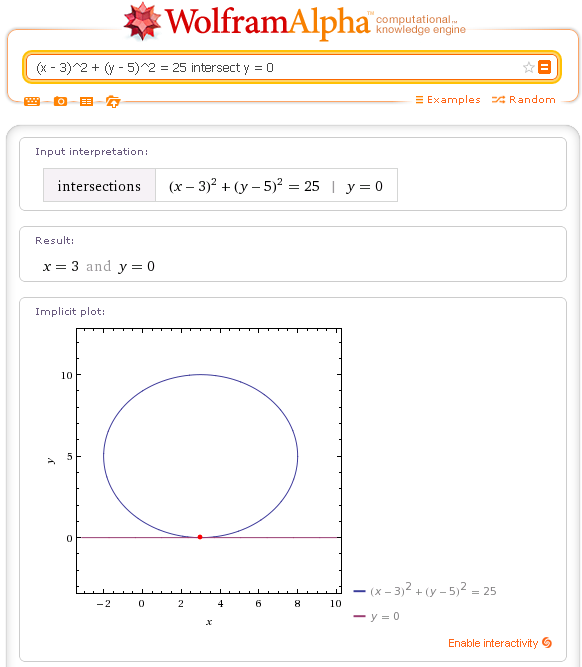 WolframAlpha™ computational... knowledge engine
(x - 3)^2 + (y - 5)^2 = 25 intersect y = 0
Examples Random
Input interpretation:
intersections (x − 3)² + (y − 5)² = 25 | y = 0
Result:
x = 3 and y = 0
Implicit plot:
10
5
0
y
−2 0 2 4 6 8 10
x
(x − 3)² + (y − 5)² = 25
y = 0
Enable interactivity